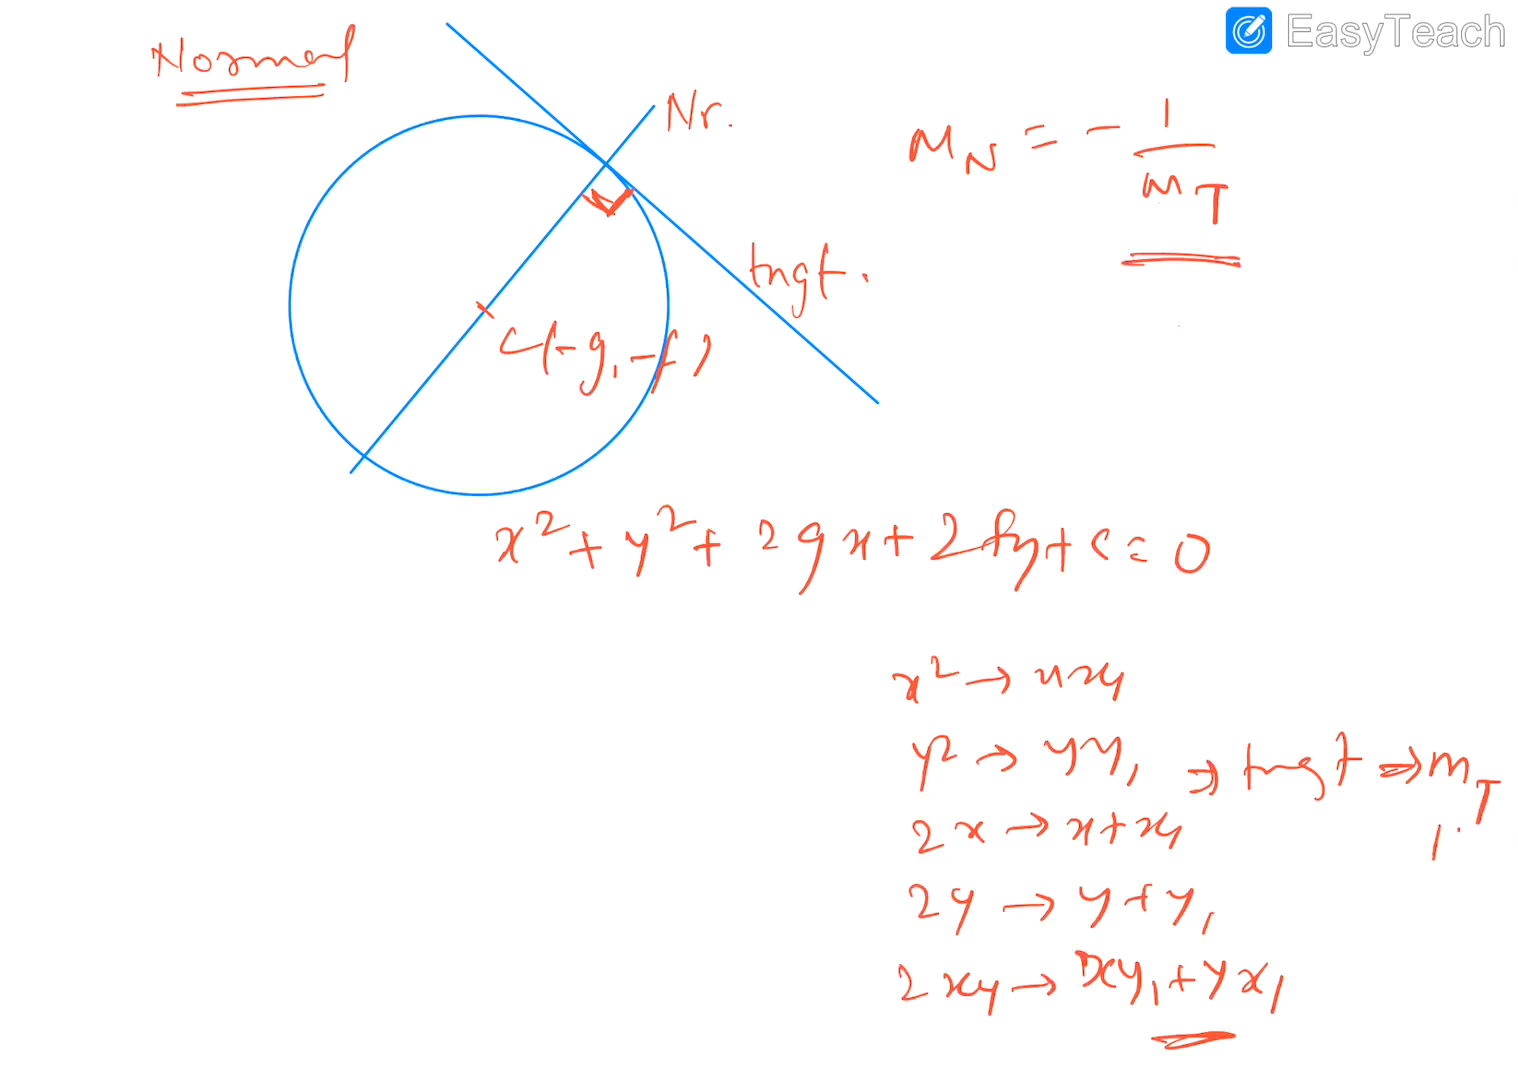 EasyTeach
Normal
Nr.
M_N = - 1/m_T
tngt.
C(-g, -f)
x² + y² + 2gx + 2fy + c = 0
x² → xx₁
y² → yy₁ ⇒ tngt ⇒ m_T
2x → x+x₁
2y → y+y₁
2xy → xy₁+yx₁